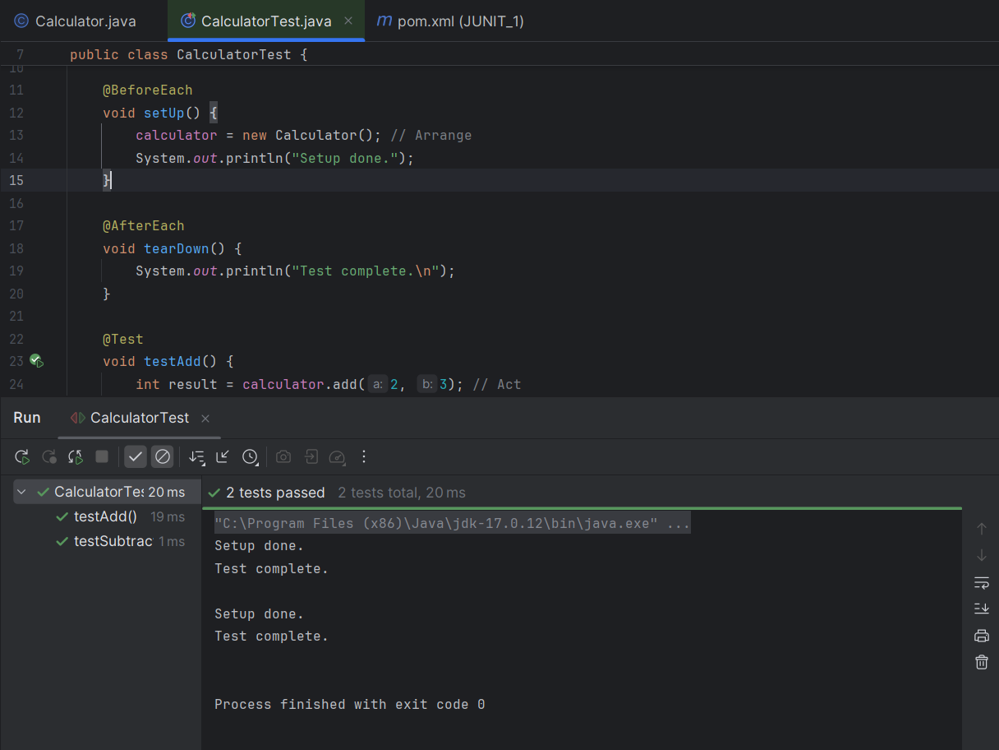 Calculator.java CalculatorTest.java pom.xml (JUNIT_1)
7 public class CalculatorTest {
10
11 @BeforeEach
12 void setUp() {
13 calculator = new Calculator(); // Arrange
14 System.out.println("Setup done.");
15 }
16
17 @AfterEach
18 void tearDown() {
19 System.out.println("Test complete.\n");
20 }
21
22 @Test
23 void testAdd() {
24 int result = calculator.add( a: 2, b: 3); // Act
Run CalculatorTest
CalculatorTes 20 ms
testAdd() 19 ms
testSubtrac 1 ms
2 tests passed 2 tests total, 20 ms
"C:\Program Files (x86)\Java\jdk-17.0.12\bin\java.exe" ...
Setup done.
Test complete.
Setup done.
Test complete.
Process finished with exit code 0